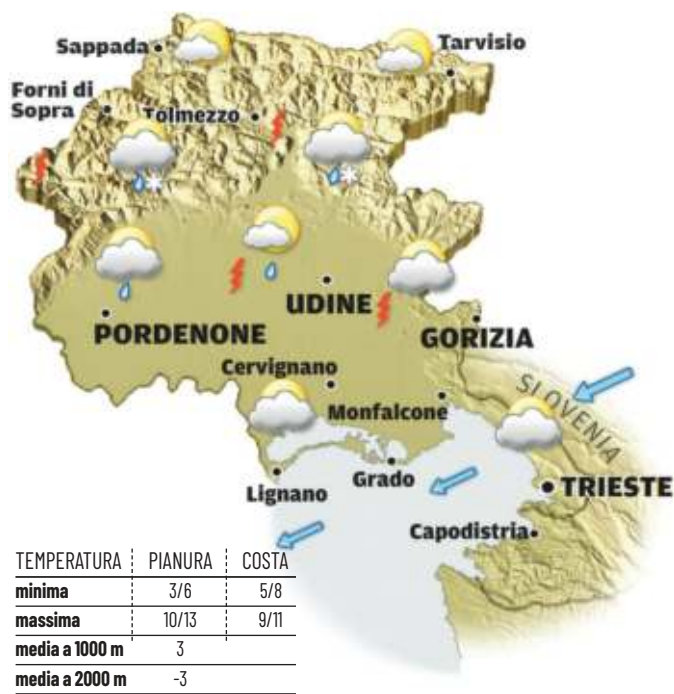 Sappada
Tarvisio
Forni di
Sopra
Tolmezzo
UDINE
PORDENONE
GORIZIA
Cervignano
SLOVENIA
Monfalcone
Grado
Lignano
TRIESTE
Capodistria
TEMPERATURA PIANURA COSTA
minima 3/6 5/8
massima 10/13 9/11
media a 1000 m 3
media a 2000 m -3